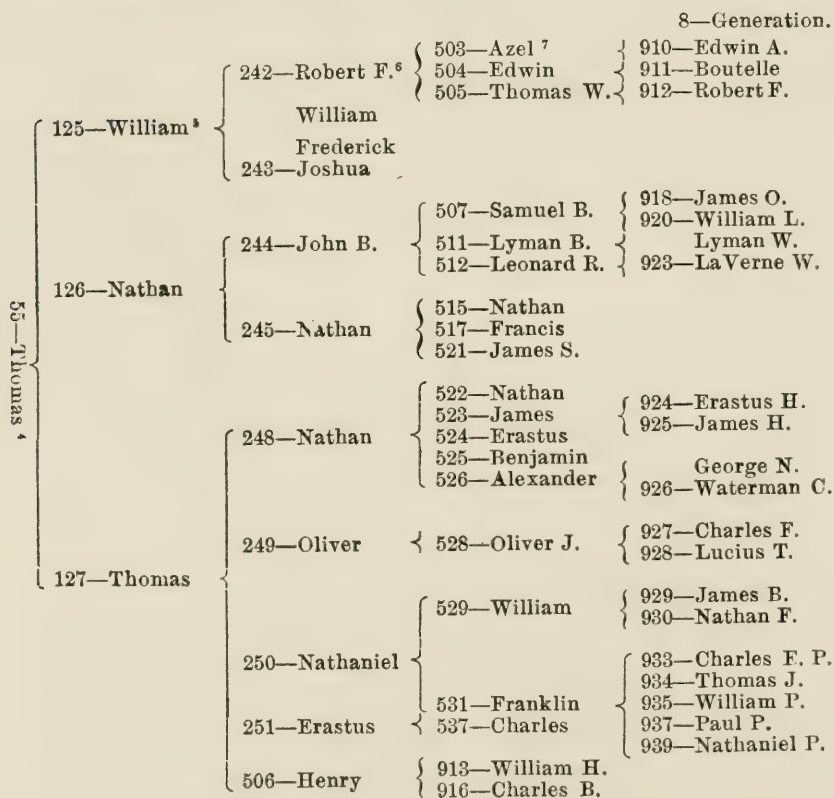 8—Generation.
503—Azel ⁷ 910—Edwin A.
242—Robert F.⁶ 504—Edwin 911—Boutelle
505—Thomas W. 912—Robert F.
William
125—William ⁵
Frederick
243—Joshua
918—James O.
507—Samuel B.
920—William L.
244—John B. 511—Lyman B. Lyman W.
512—Leonard R. 923—LaVerne W.
126—Nathan
515—Nathan
245—Nathan 517—Francis
521—James S.
55—Thomas ⁴
522—Nathan
523—James 924—Erastus H.
248—Nathan 524—Erastus 925—James H.
525—Benjamin
George N.
526—Alexander
926—Waterman C.
927—Charles F.
249—Oliver 528—Oliver J.
928—Lucius T.
127—Thomas
929—James B.
529—William
930—Nathan F.
250—Nathaniel
933—Charles E. P.
934—Thomas J.
531—Franklin 935—William P.
251—Erastus 537—Charles 937—Paul P.
939—Nathaniel P.
506—Henry 913—William H.
916—Charles B.